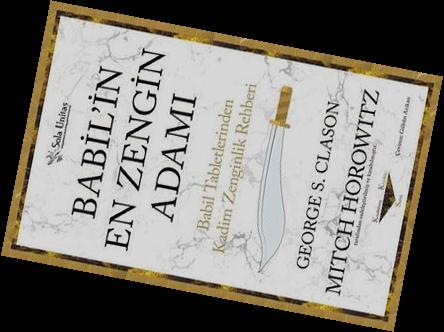 Sola Unitas
BABİL'İN
EN ZENGİN
ADAMI
Babil Tabletlerinden
Kadim Zenginlik Rehberi
GEORGE S. CLASON
MITCH HOROWITZ